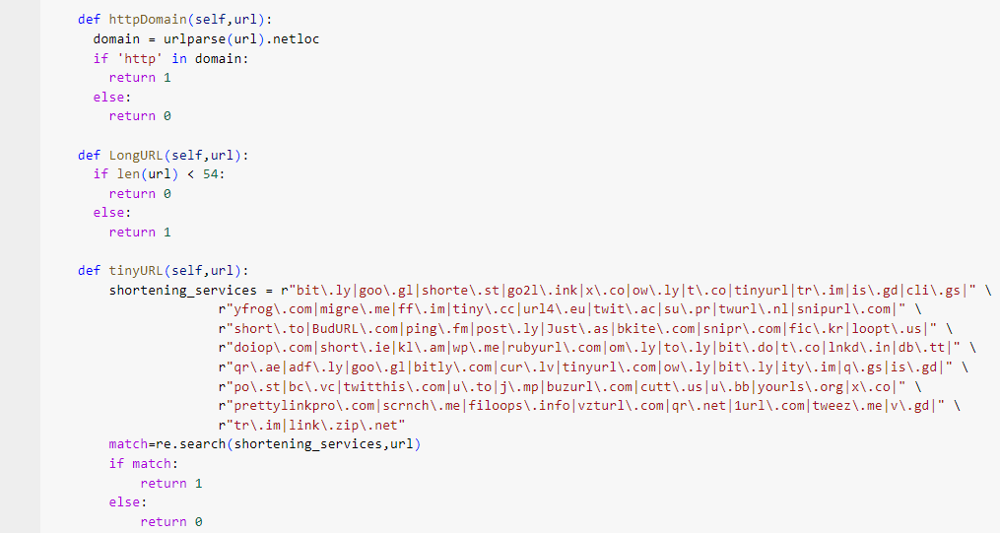 def httpDomain(self,url):
domain = urlparse(url).netloc
if 'http' in domain:
return 1
else:
return 0
def LongURL(self,url):
if len(url) < 54:
return 0
else:
return 1
def tinyURL(self,url):
shortening_services = r"bit\.ly|goo\.gl|shorte\.st|go2l\.ink|x\.co|ow\.ly|t\.co|tinyurl|tr\.im|is\.gd|cli\.gs|" \
r"yfrog\.com|migre\.me|ff\.im|tiny\.cc|url4\.eu|twit\.ac|su\.pr|twurl\.nl|snipurl\.com|" \
r"short\.to|BudURL\.com|ping\.fm|post\.ly|Just\.as|bkite\.com|snipr\.com|fic\.kr|loopt\.us|" \
r"doiop\.com|short\.ie|kl\.am|wp\.me|rubyurl\.com|om\.ly|to\.ly|bit\.do|t\.co|lnkd\.in|db\.tt|" \
r"qr\.ae|adf\.ly|goo\.gl|bitly\.com|cur\.lv|tinyurl\.com|ow\.ly|bit\.ly|ity\.im|q\.gs|is\.gd|" \
r"po\.st|bc\.vc|twitthis\.com|u\.to|j\.mp|buzurl\.com|cutt\.us|u\.bb|yourls\.org|x\.co|" \
r"prettylinkpro\.com|scrnch\.me|filoops\.info|vzturl\.com|qr\.net|1url\.com|tweez\.me|v\.gd|" \
r"tr\.im|link\.zip\.net"
match=re.search(shortening_services,url)
if match:
return 1
else:
return 0